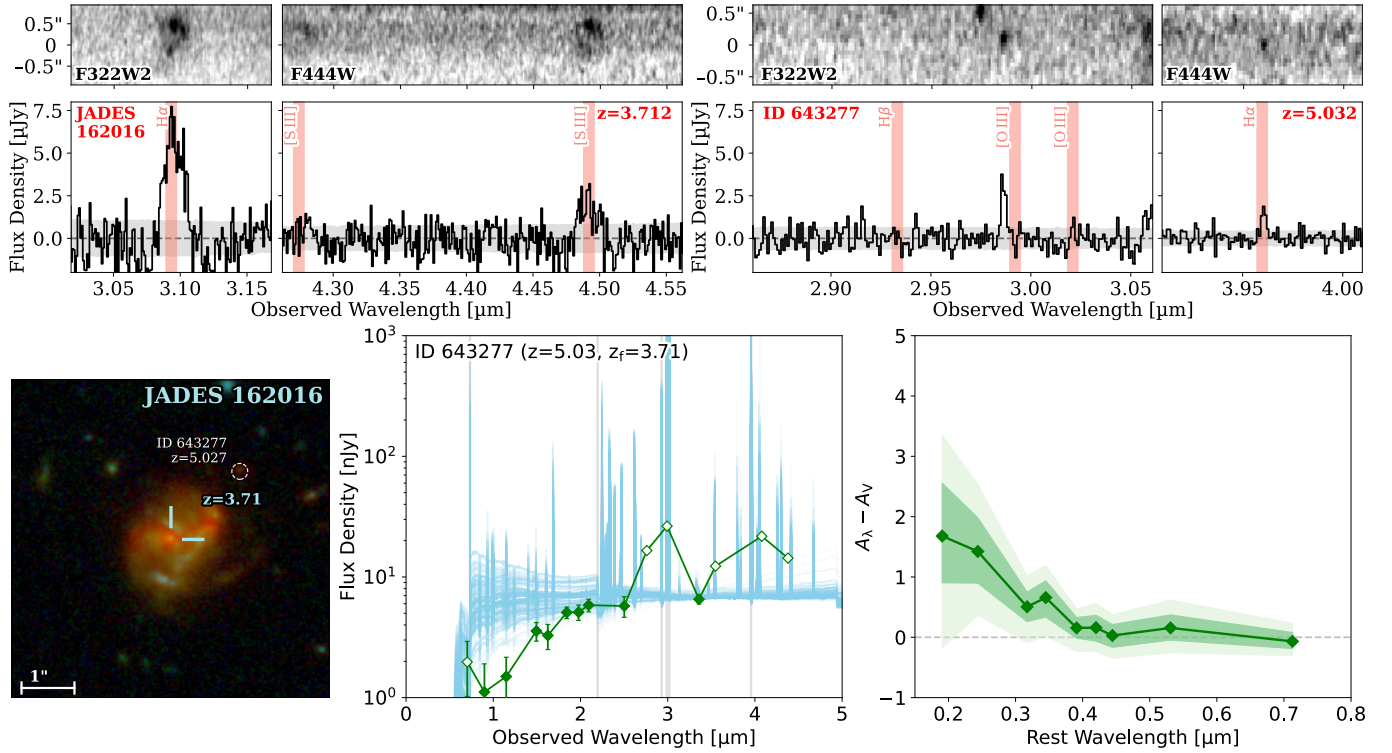 0.5"
0
−0.5"
F322W2
F444W
F322W2
F444W
Flux Density [μJy]
7.5
5.0
2.5
0.0
JADES
162016
Hα
[S III]
[S III]
z=3.712
3.05
3.10
3.15
4.30
4.35
4.40
4.45
4.50
4.55
Observed Wavelength [μm]
0.5"
0
−0.5"
Flux Density [μJy]
7.5
5.0
2.5
0.0
ID 643277
Hβ
[O III]
[O III]
Hα
z=5.032
2.90
2.95
3.00
3.05
3.95
4.00
Observed Wavelength [μm]
JADES 162016
ID 643277
z=5.027
z=3.71
1"
ID 643277 (z=5.03, z_f=3.71)
Flux Density [nJy]
10³
10²
10¹
10⁰
0
1
2
3
4
5
Observed Wavelength [μm]
A_λ − A_V
5
4
3
2
1
0
−1
0.2
0.3
0.4
0.5
0.6
0.7
0.8
Rest Wavelength [μm]